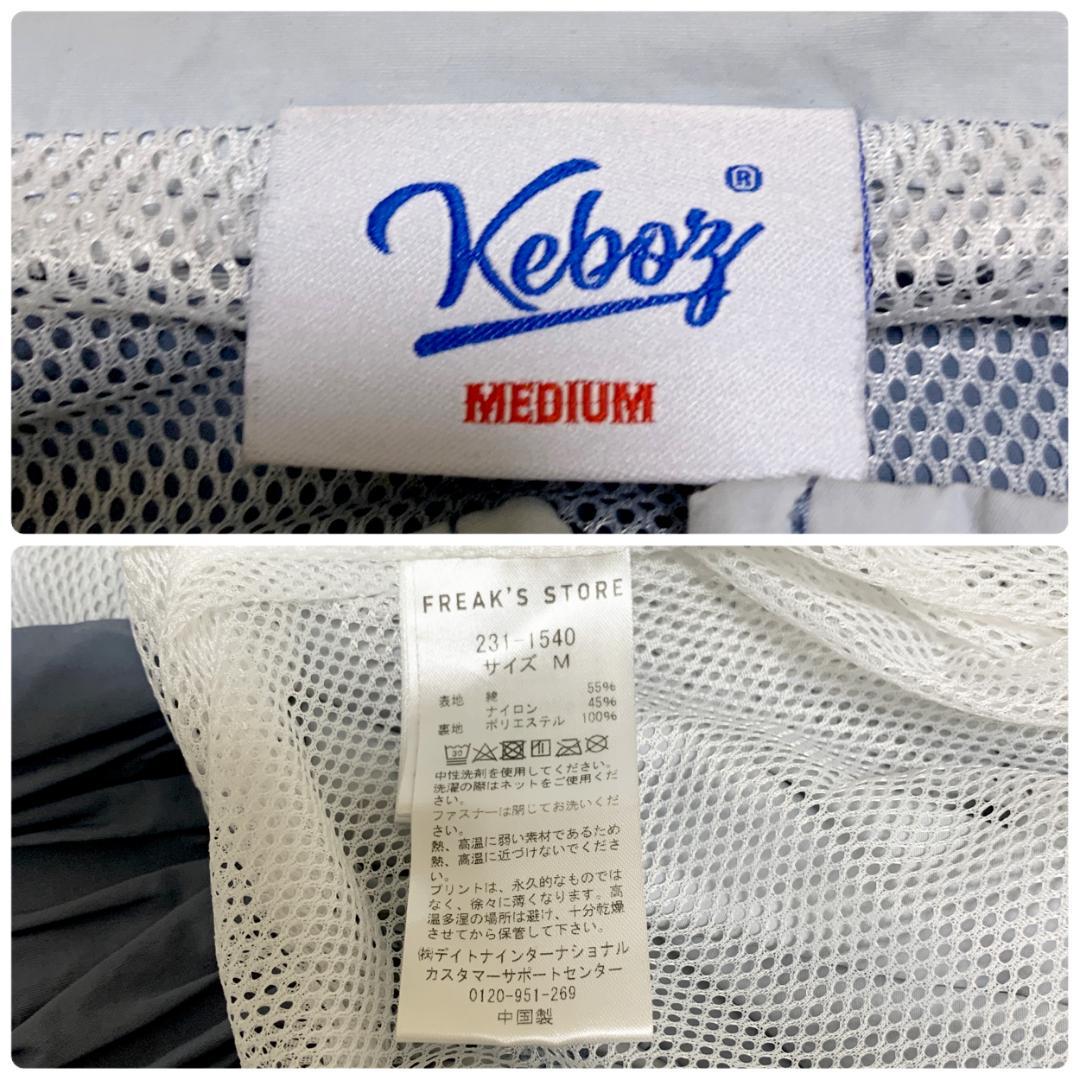 Keboz®
MEDIUM
FREAK'S STORE
231-1540
サイズ M
表地 綿 55%
ナイロン 45%
裏地 ポリエステル 100%
30
中性洗剤を使用してください。
洗濯の際はネットをご使用くだ
さい。
ファスナーは閉じてお洗いくだ
さい。
熱、高温に弱い素材であるため
熱、高温に近づけないでくださ
い。
プリントは、永久的なものでは
なく、徐々に薄くなります。高
温多湿の場所は避け、十分乾燥
させてから保管して下さい。
㈱デイトナインターナショナル
カスタマーサポートセンター
0120-951-269
中国製